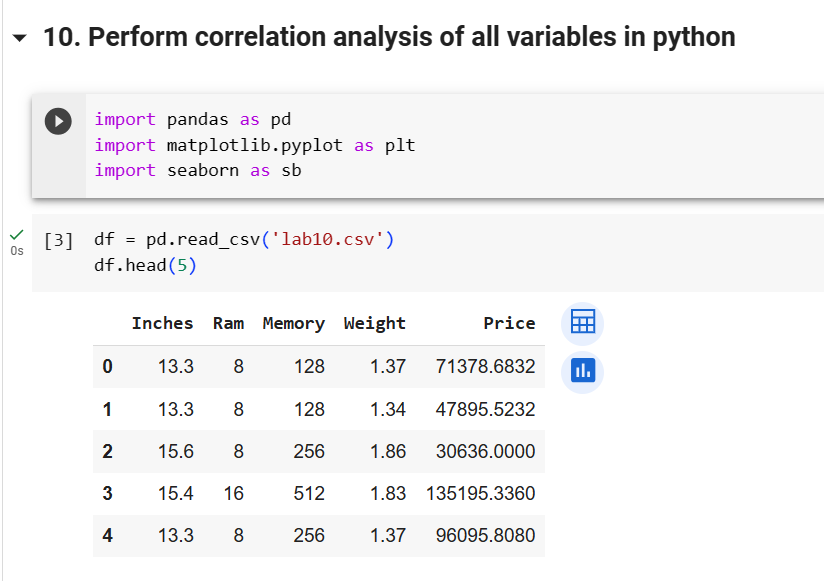 10. Perform correlation analysis of all variables in python
import pandas as pd
import matplotlib.pyplot as plt
import seaborn as sb
[3] df = pd.read_csv('lab10.csv')
0s
df.head(5)
Inches Ram Memory Weight Price
0 13.3 8 128 1.37 71378.6832
1 13.3 8 128 1.34 47895.5232
2 15.6 8 256 1.86 30636.0000
3 15.4 16 512 1.83 135195.3360
4 13.3 8 256 1.37 96095.8080